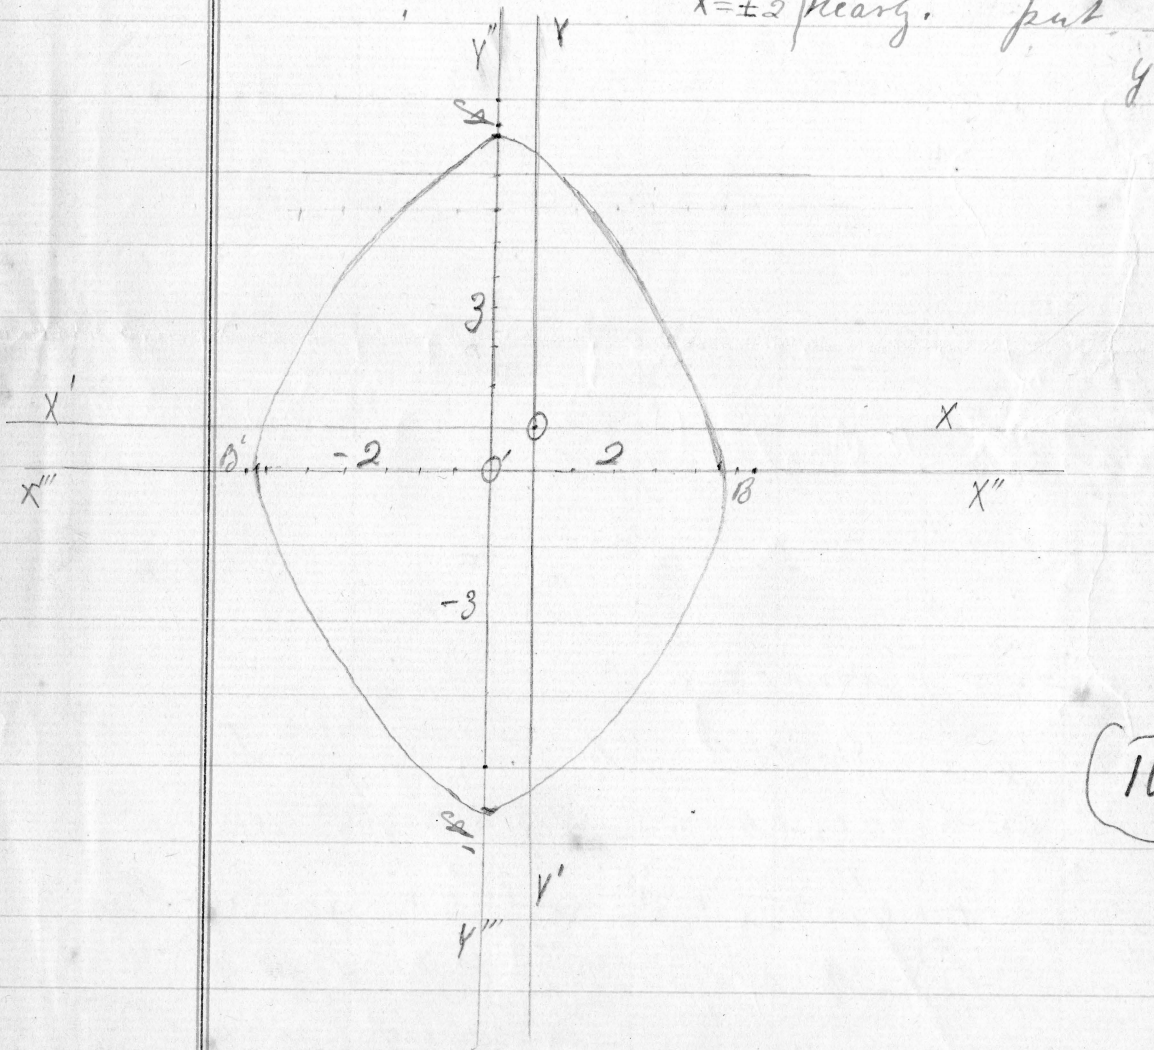 x=±2 nearly. put
y
Y" Y
A
3
X' O X
B' -2 O' 2 B
X''' X"
-3
A'
Y'
Y'''